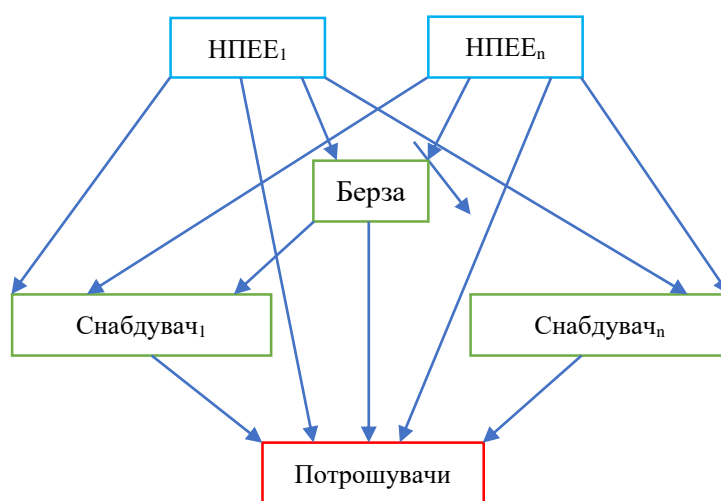 НПЕЕ₁
НПЕЕₙ
Берза
Снабдувач₁
Снабдувачₙ
Потрошувачи